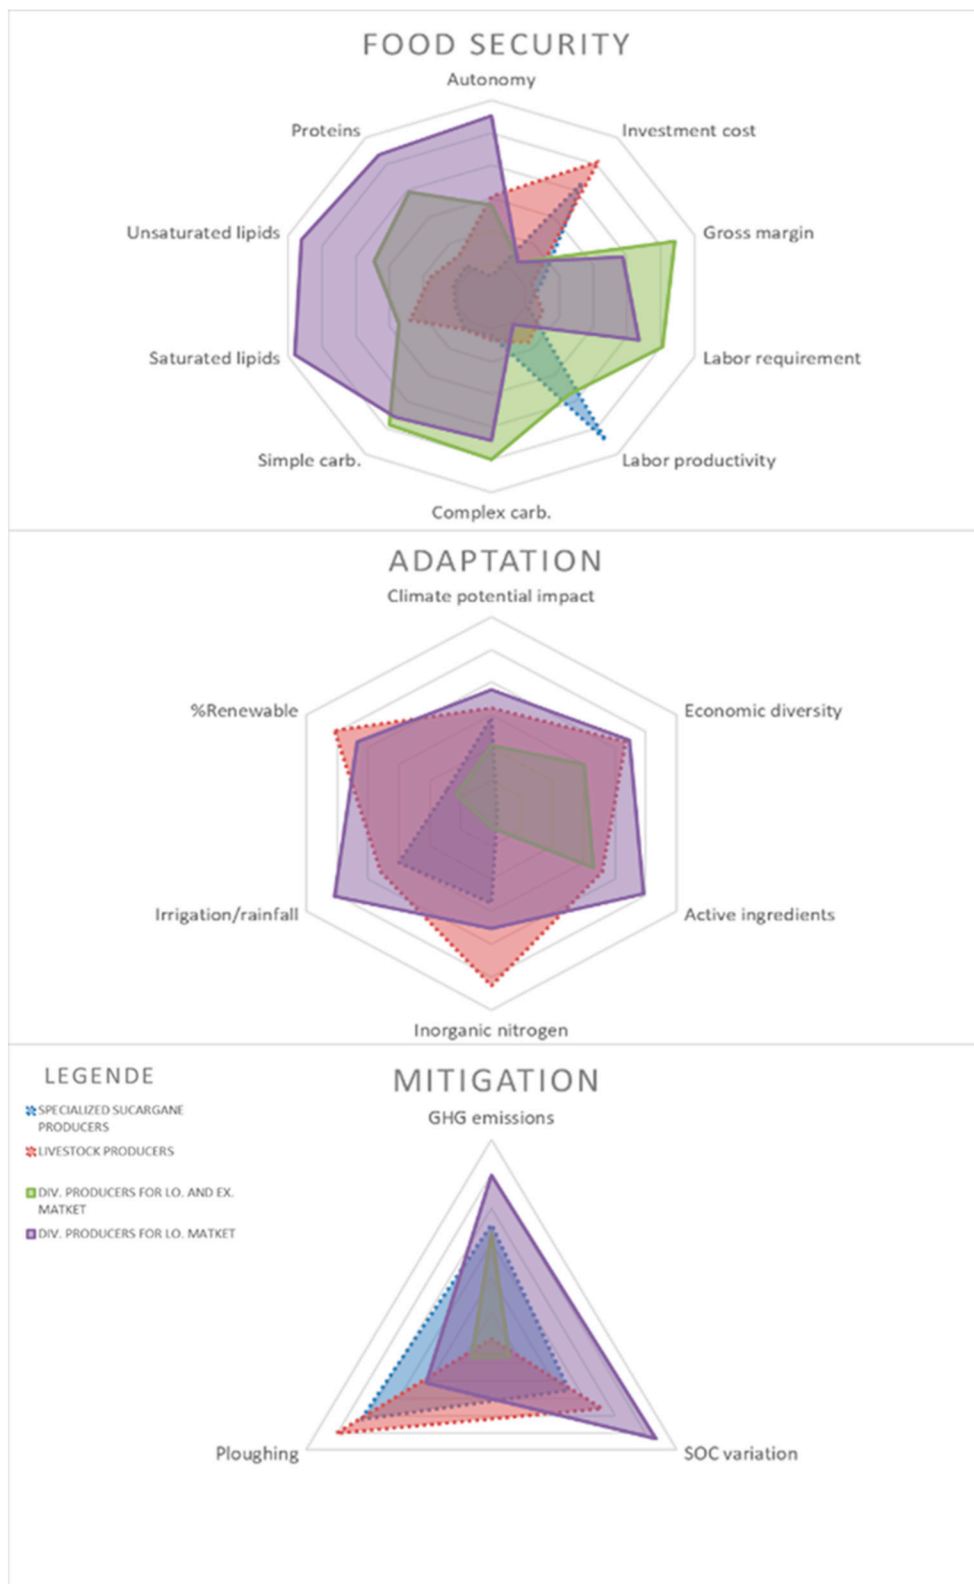 FOOD SECURITY
Autonomy
Proteins
Investment cost
Unsaturated lipids
Gross margin
Saturated lipids
Labor requirement
Simple carb.
Labor productivity
Complex carb.
ADAPTATION
Climate potential impact
%Renewable
Economic diversity
Irrigation/rainfall
Active ingredients
Inorganic nitrogen
LEGENDE
SPECIALIZED SUCARGANE
PRODUCERS
LIVESTOCK PRODUCERS
DIV. PRODUCERS FOR LO. AND EX.
MATKET
DIV. PRODUCERS FOR LO. MATKET
MITIGATION
GHG emissions
Ploughing
SOC variation